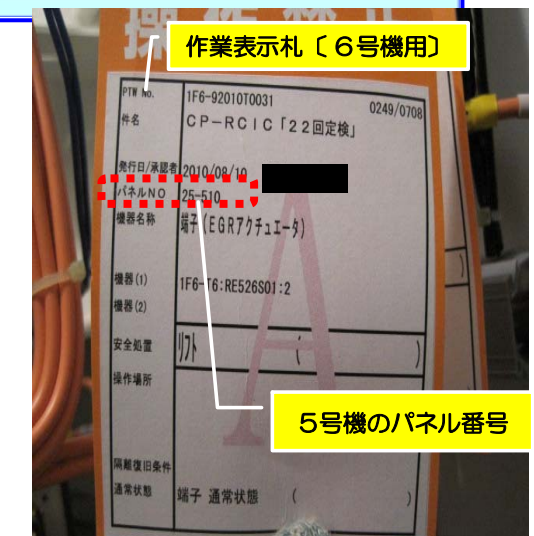 操作禁止
作業表示札〔6号機用〕
PTW No. 1F6-92010T0031 0249/0708
件名 CP-RCIC「22回定検」
発行日/承認者 2010/08/10
パネルNO 25-510
機器名称 端子(EGRアクチュエータ)
機器(1) 1F6-T6:RE526S01:2
機器(2)
安全処置 リフト ( )
操作場所
A
5号機のパネル番号
隔離復旧条件
通常状態 端子 通常状態 ( )